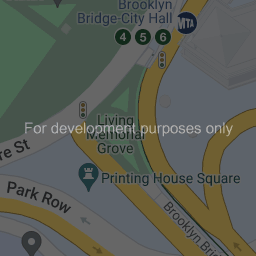 Brooklyn
Bridge-City Hall
4 5 6
MTA
For development purposes only
Living
Memorial
Grove
re St
Printing House Square
Park Row
Brooklyn Bri